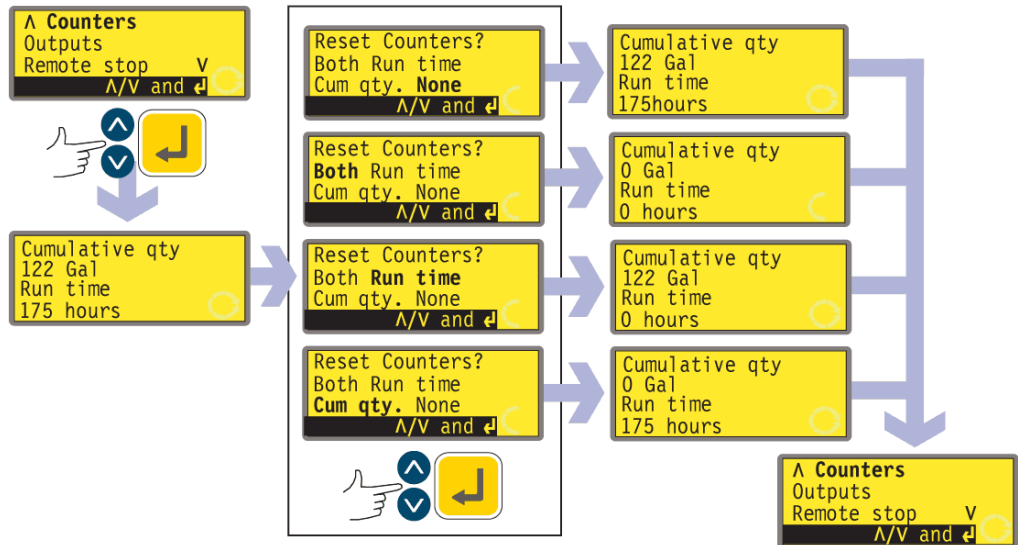 Λ Counters
Outputs
Remote stop V
Λ/V and ↲
Cumulative qty
122 Gal
Run time
175 hours
Reset Counters?
Both Run time
Cum qty. None
Λ/V and ↲
Reset Counters?
Both Run time
Cum qty. None
Λ/V and ↲
Reset Counters?
Both Run time
Cum qty. None
Λ/V and ↲
Reset Counters?
Both Run time
Cum qty. None
Λ/V and ↲
Cumulative qty
122 Gal
Run time
175hours
Cumulative qty
0 Gal
Run time
0 hours
Cumulative qty
122 Gal
Run time
0 hours
Cumulative qty
0 Gal
Run time
175 hours
Λ Counters
Outputs
Remote stop V
Λ/V and ↲